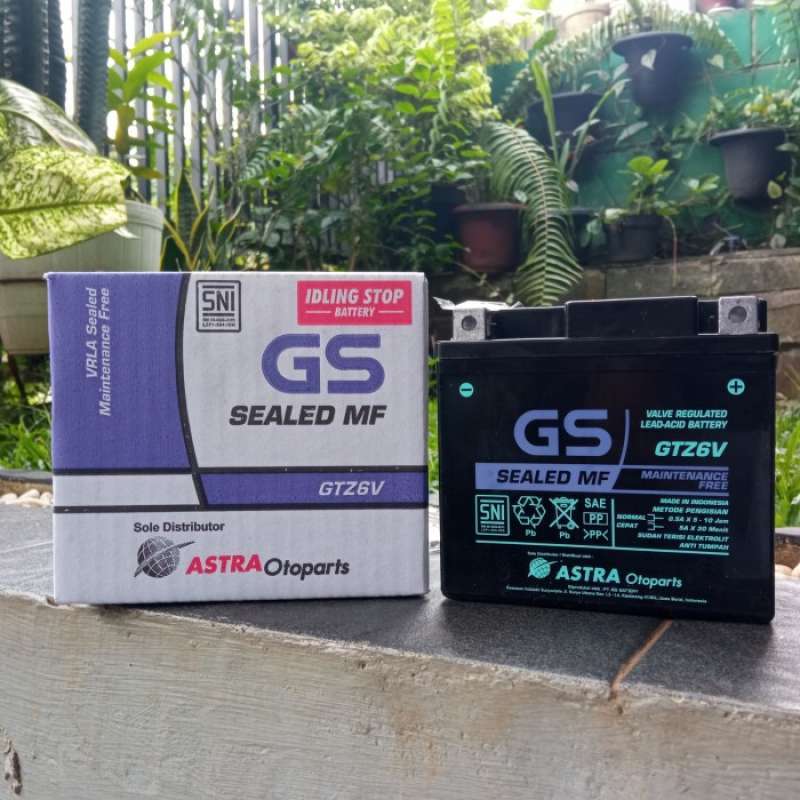 VRLA Sealed
Maintenance Free
SNI
IDLING STOP
BATTERY
GS
SEALED MF
GTZ6V
Sole Distributor
ASTRA Otoparts
GS
SEALED MF
VALVE REGULATED
LEAD-ACID BATTERY
GTZ6V
MAINTENANCE
FREE
SNI
Pb
Pb
SAE
PP
>PP<
MADE IN INDONESIA
METODE PENGISIAN
NORMAL 0.5A X 5 - 10 Jam
CEPAT 5A X 30 Menit
SUDAH TERISI ELEKTROLIT
ANTI TUMPAH
ASTRA Otoparts